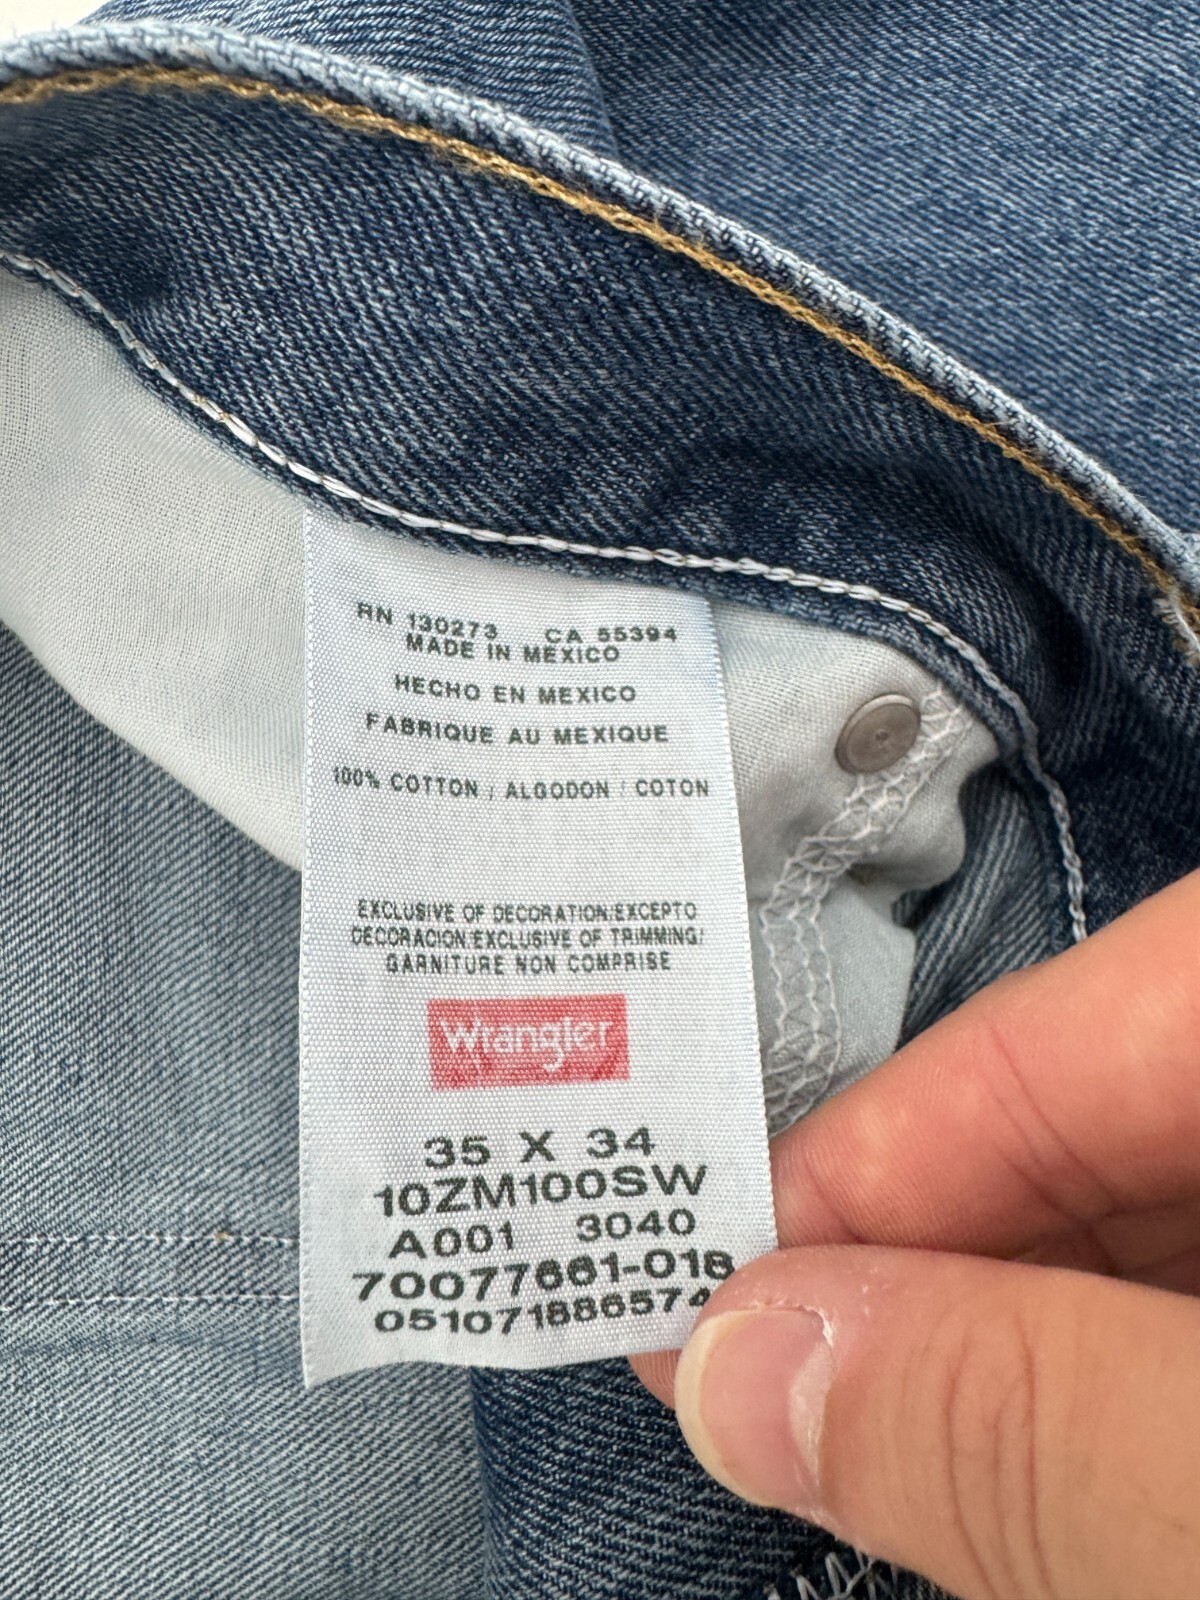 RN 130273 CA 55394
MADE IN MEXICO
HECHO EN MEXICO
FABRIQUE AU MEXIQUE
100% COTTON / ALGODON / COTON
EXCLUSIVE OF DECORATION/EXCEPTO
DECORACION/EXCLUSIVE OF TRIMMING/
GARNITURE NON COMPRISE
Wrangler
35 X 34
10ZM100SW
A001 3040
70077661-018
051071886574